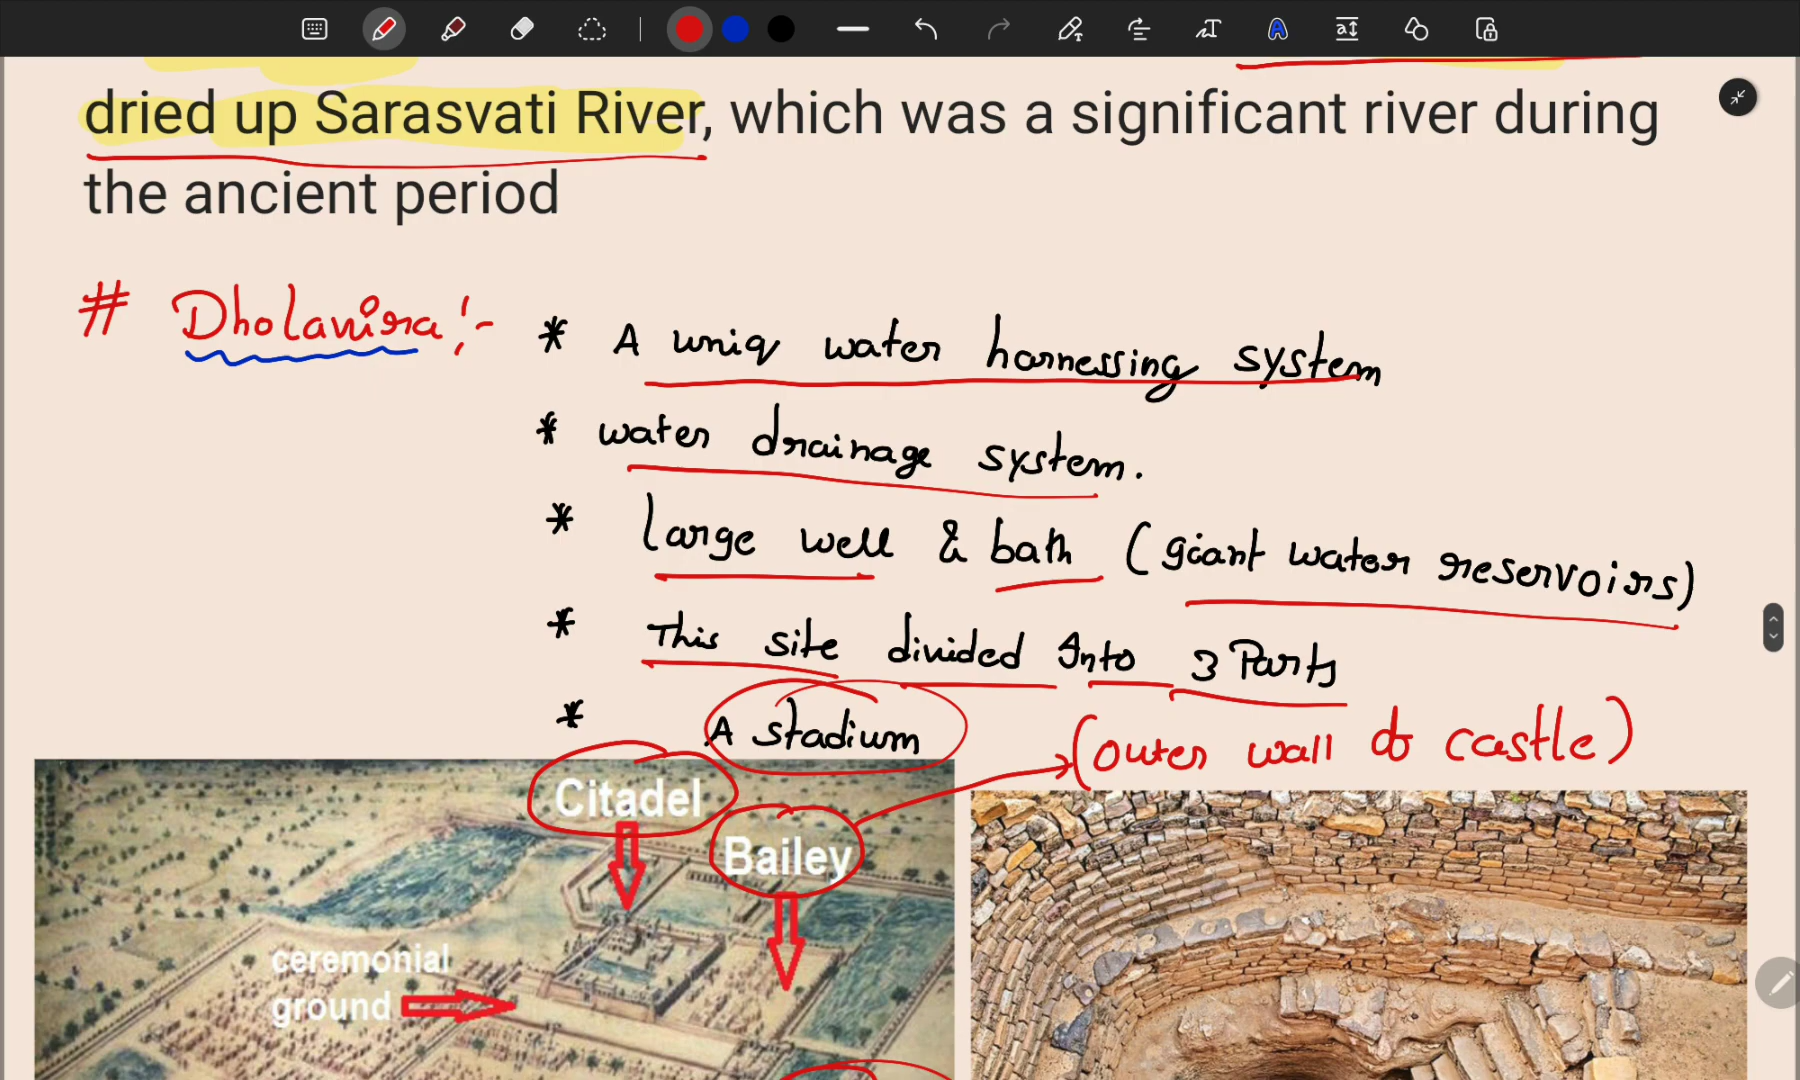 dried up Sarasvati River, which was a significant river during
the ancient period
# Dholavira :-
* A uniq water harnessing system
* water drainage system.
* large well & bath (giant water reservoirs)
* This site divided Into 3 Parts
* A stadium
(outer wall of castle)
Citadel
Bailey
ceremonial
ground